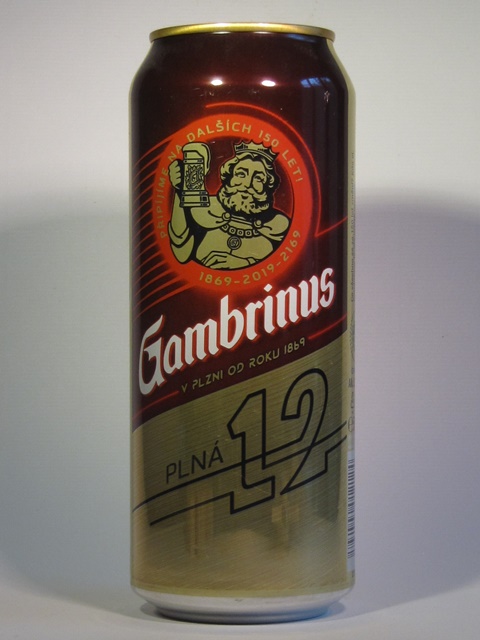 PŘIPÍJÍME NA DALŠÍCH 150 LET!
1869-2019-2169
Gambrinus
V PLZNI OD ROKU 1869
PLNÁ 12